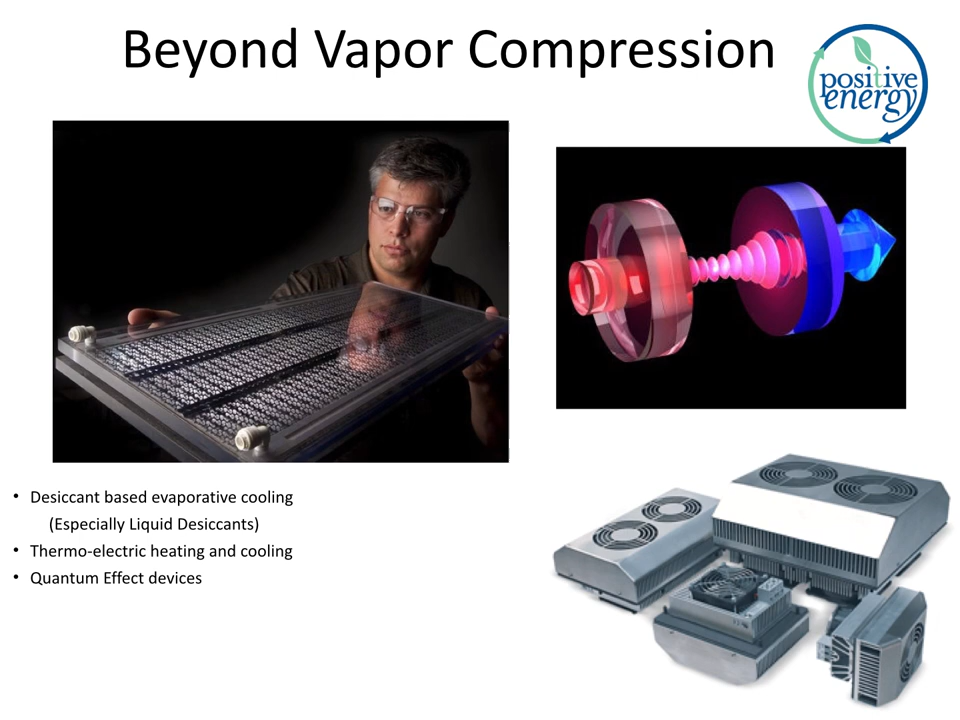 Beyond Vapor Compression
positive
energy
• Desiccant based evaporative cooling
(Especially Liquid Desiccants)
• Thermo-electric heating and cooling
• Quantum Effect devices